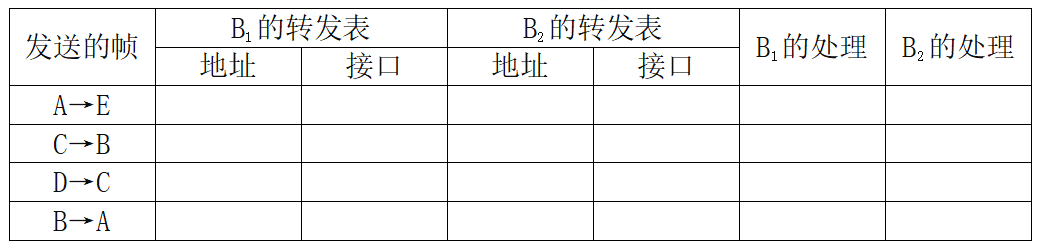 发送的帧 B₁的转发表 B₂的转发表 B₁的处理 B₂的处理
地址 接口 地址 接口
A→E
C→B
D→C
B→A